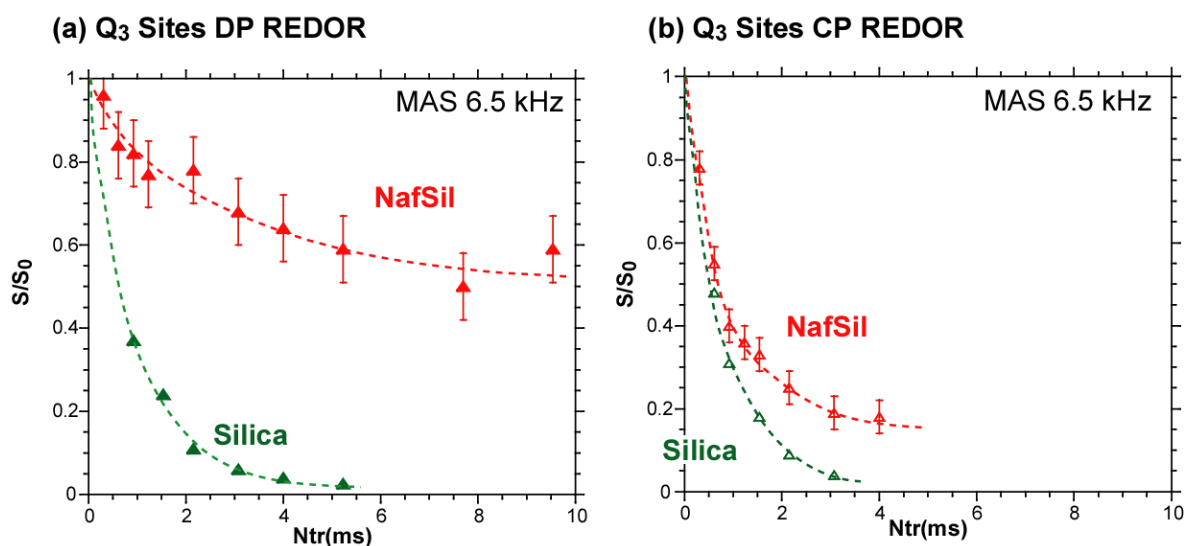 (a) Q3 Sites DP REDOR
MAS 6.5 kHz
NafSil
Silica
S/S0
1
0.8
0.6
0.4
0.2
0
0 2 4 6 8 10
Ntr(ms)
(b) Q3 Sites CP REDOR
MAS 6.5 kHz
NafSil
Silica
S/S0
1
0.8
0.6
0.4
0.2
0
0 2 4 6 8 10
Ntr(ms)